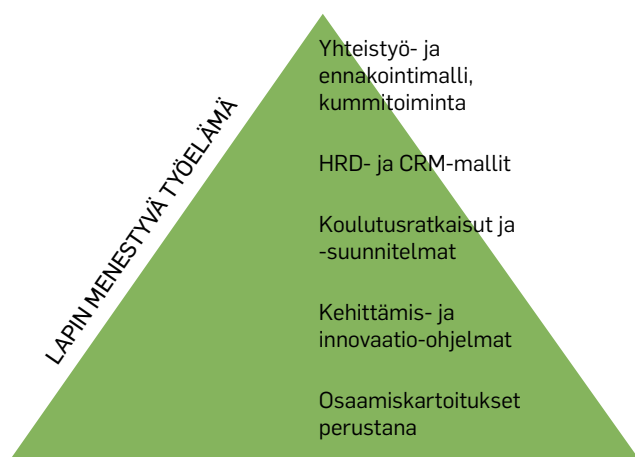 LAPIN MENESTYVÄ TYÖELÄMÄ
Yhteistyö- ja
ennakointimalli,
kummitoiminta
HRD- ja CRM-mallit
Koulutusratkaisut ja
-suunnitelmat
Kehittämis- ja
innovaatio-ohjelmat
Osaamiskartoitukset
perustana